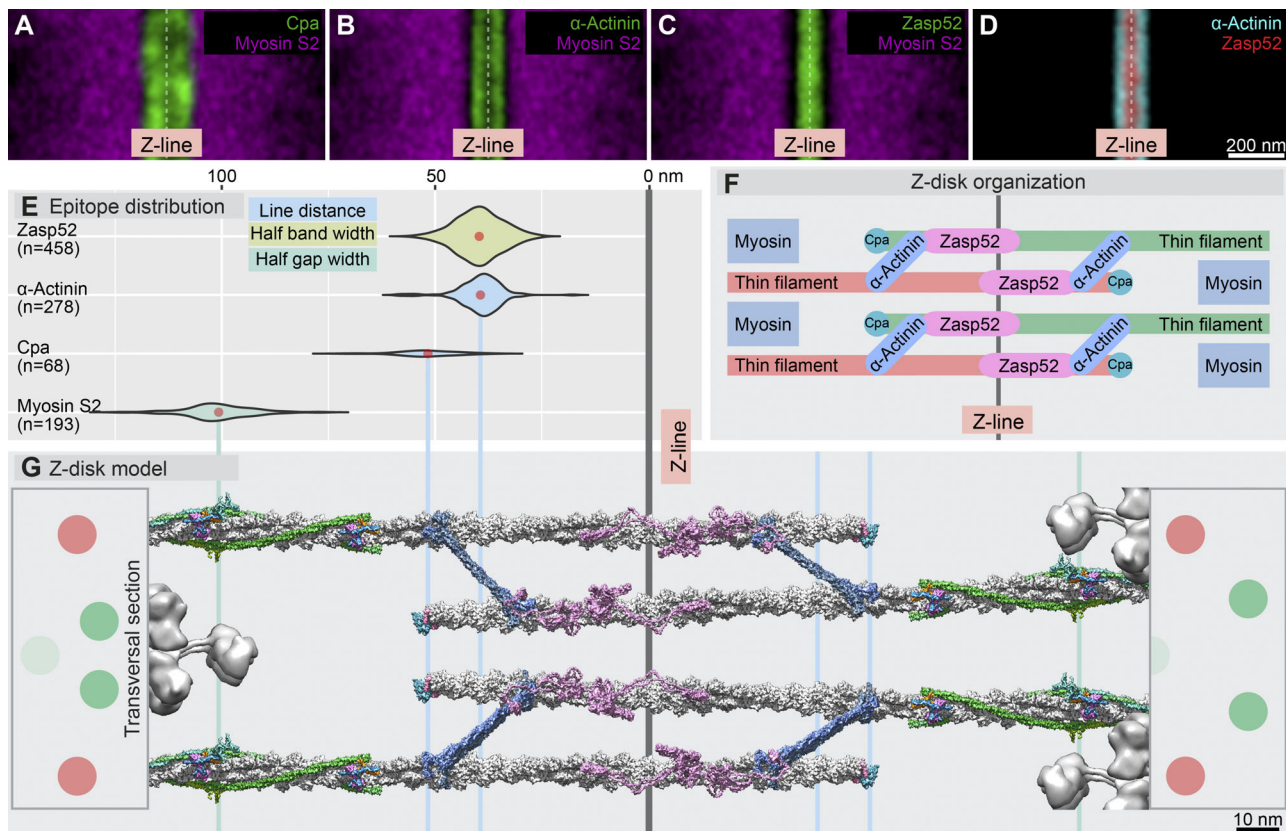 A
Cpa
Myosin S2
Z-line
B
α-Actinin
Myosin S2
Z-line
C
Zasp52
Myosin S2
Z-line
D
α-Actinin
Zasp52
Z-line
200 nm
100
50
0 nm
E Epitope distribution
Line distance
Half band width
Half gap width
Zasp52
(n=458)
α-Actinin
(n=278)
Cpa
(n=68)
Myosin S2
(n=193)
Z-line
F Z-disk organization
Myosin
Cpa
α-Actinin
Zasp52
α-Actinin
Thin filament
Thin filament
Zasp52
Cpa
Myosin
Myosin
Cpa
α-Actinin
Zasp52
α-Actinin
Thin filament
Thin filament
Zasp52
Cpa
Myosin
Z-line
G Z-disk model
Transversal section
10 nm